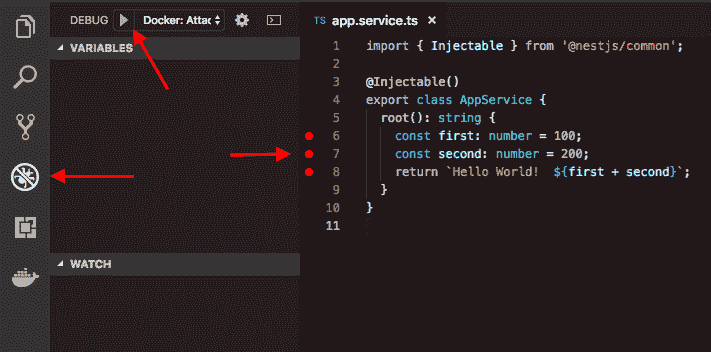 DEBUG Docker: Attac
VARIABLES
WATCH
TS app.service.ts
1 import { Injectable } from '@nestjs/common';
2
3 @Injectable()
4 export class AppService {
5 root(): string {
6 const first: number = 100;
7 const second: number = 200;
8 return `Hello World!  ${first + second}`;
9 }
10 }
11